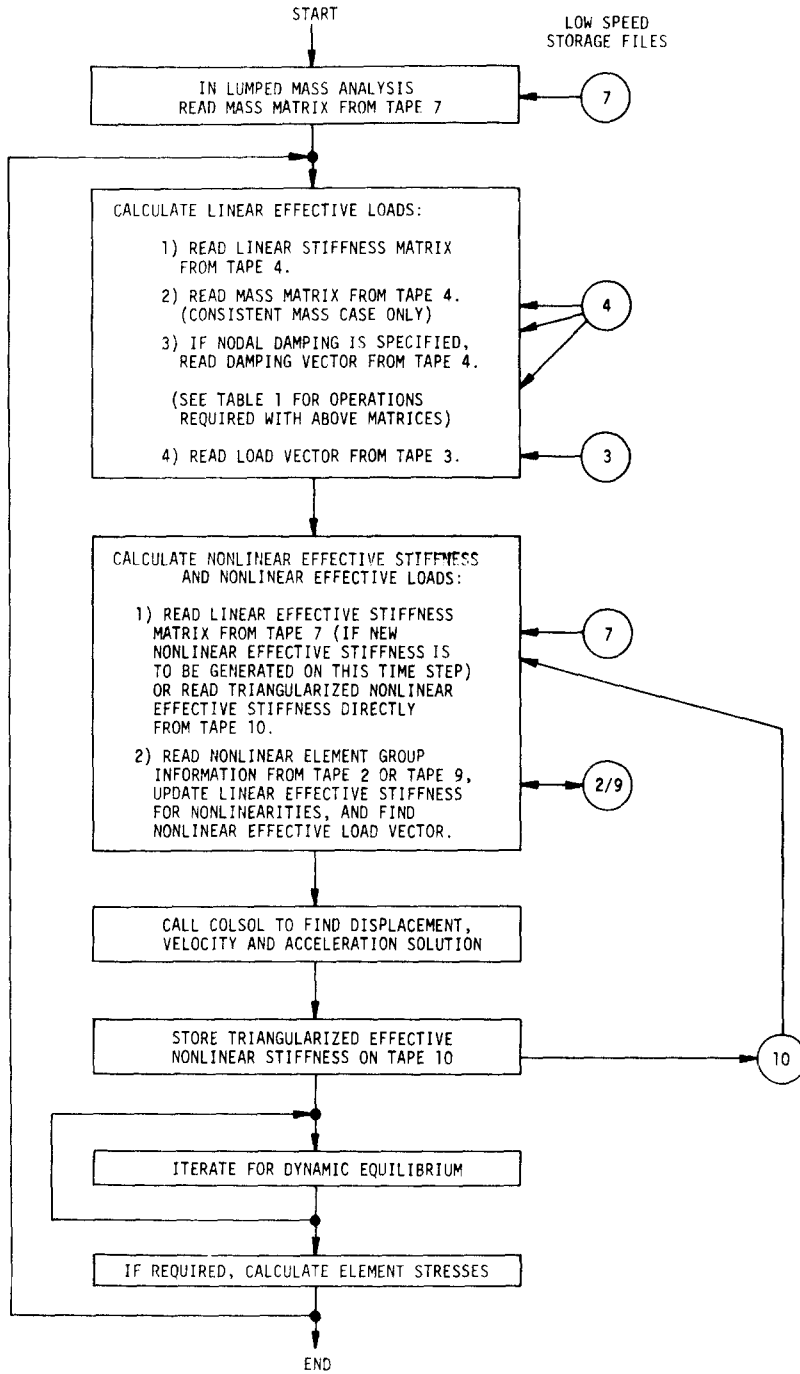 START
LOW SPEED
STORAGE FILES
IN LUMPED MASS ANALYSIS
READ MASS MATRIX FROM TAPE 7
7
CALCULATE LINEAR EFFECTIVE LOADS:
1) READ LINEAR STIFFNESS MATRIX
FROM TAPE 4.
2) READ MASS MATRIX FROM TAPE 4.
(CONSISTENT MASS CASE ONLY)
3) IF NODAL DAMPING IS SPECIFIED,
READ DAMPING VECTOR FROM TAPE 4.
4
(SEE TABLE 1 FOR OPERATIONS
REQUIRED WITH ABOVE MATRICES)
4) READ LOAD VECTOR FROM TAPE 3.
3
CALCULATE NONLINEAR EFFECTIVE STIFFNESS
AND NONLINEAR EFFECTIVE LOADS:
1) READ LINEAR EFFECTIVE STIFFNESS
MATRIX FROM TAPE 7 (IF NEW
NONLINEAR EFFECTIVE STIFFNESS IS
TO BE GENERATED ON THIS TIME STEP)
OR READ TRIANGULARIZED NONLINEAR
EFFECTIVE STIFFNESS DIRECTLY
FROM TAPE 10.
7
2) READ NONLINEAR ELEMENT GROUP
INFORMATION FROM TAPE 2 OR TAPE 9,
UPDATE LINEAR EFFECTIVE STIFFNESS
FOR NONLINEARITIES, AND FIND
NONLINEAR EFFECTIVE LOAD VECTOR.
2/9
CALL COLSOL TO FIND DISPLACEMENT,
VELOCITY AND ACCELERATION SOLUTION
STORE TRIANGULARIZED EFFECTIVE
NONLINEAR STIFFNESS ON TAPE 10
10
ITERATE FOR DYNAMIC EQUILIBRIUM
IF REQUIRED, CALCULATE ELEMENT STRESSES
END